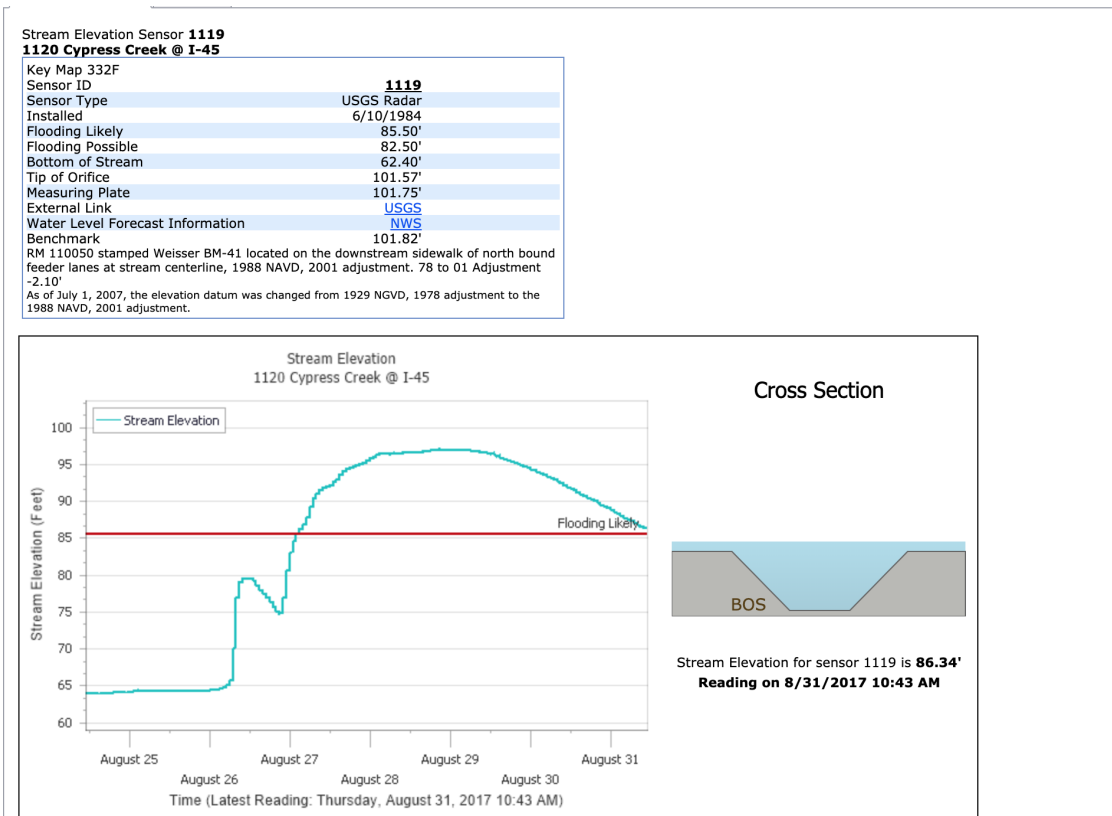 Stream Elevation Sensor 1119
1120 Cypress Creek @ I-45
Key Map 332F
Sensor ID 1119
Sensor Type USGS Radar
Installed 6/10/1984
Flooding Likely 85.50'
Flooding Possible 82.50'
Bottom of Stream 62.40'
Tip of Orifice 101.57'
Measuring Plate 101.75'
External Link USGS
Water Level Forecast Information NWS
Benchmark 101.82'
RM 110050 stamped Weisser BM-41 located on the downstream sidewalk of north bound
feeder lanes at stream centerline, 1988 NAVD, 2001 adjustment. 78 to 01 Adjustment
-2.10'
As of July 1, 2007, the elevation datum was changed from 1929 NGVD, 1978 adjustment to the
1988 NAVD, 2001 adjustment.
Stream Elevation
1120 Cypress Creek @ I-45
Stream Elevation
Stream Elevation (Feet)
100
95
90
85
80
75
70
65
60
Flooding Likely
August 25
August 26
August 27
August 28
August 29
August 30
August 31
Time (Latest Reading: Thursday, August 31, 2017 10:43 AM)
Cross Section
BOS
Stream Elevation for sensor 1119 is 86.34'
Reading on 8/31/2017 10:43 AM